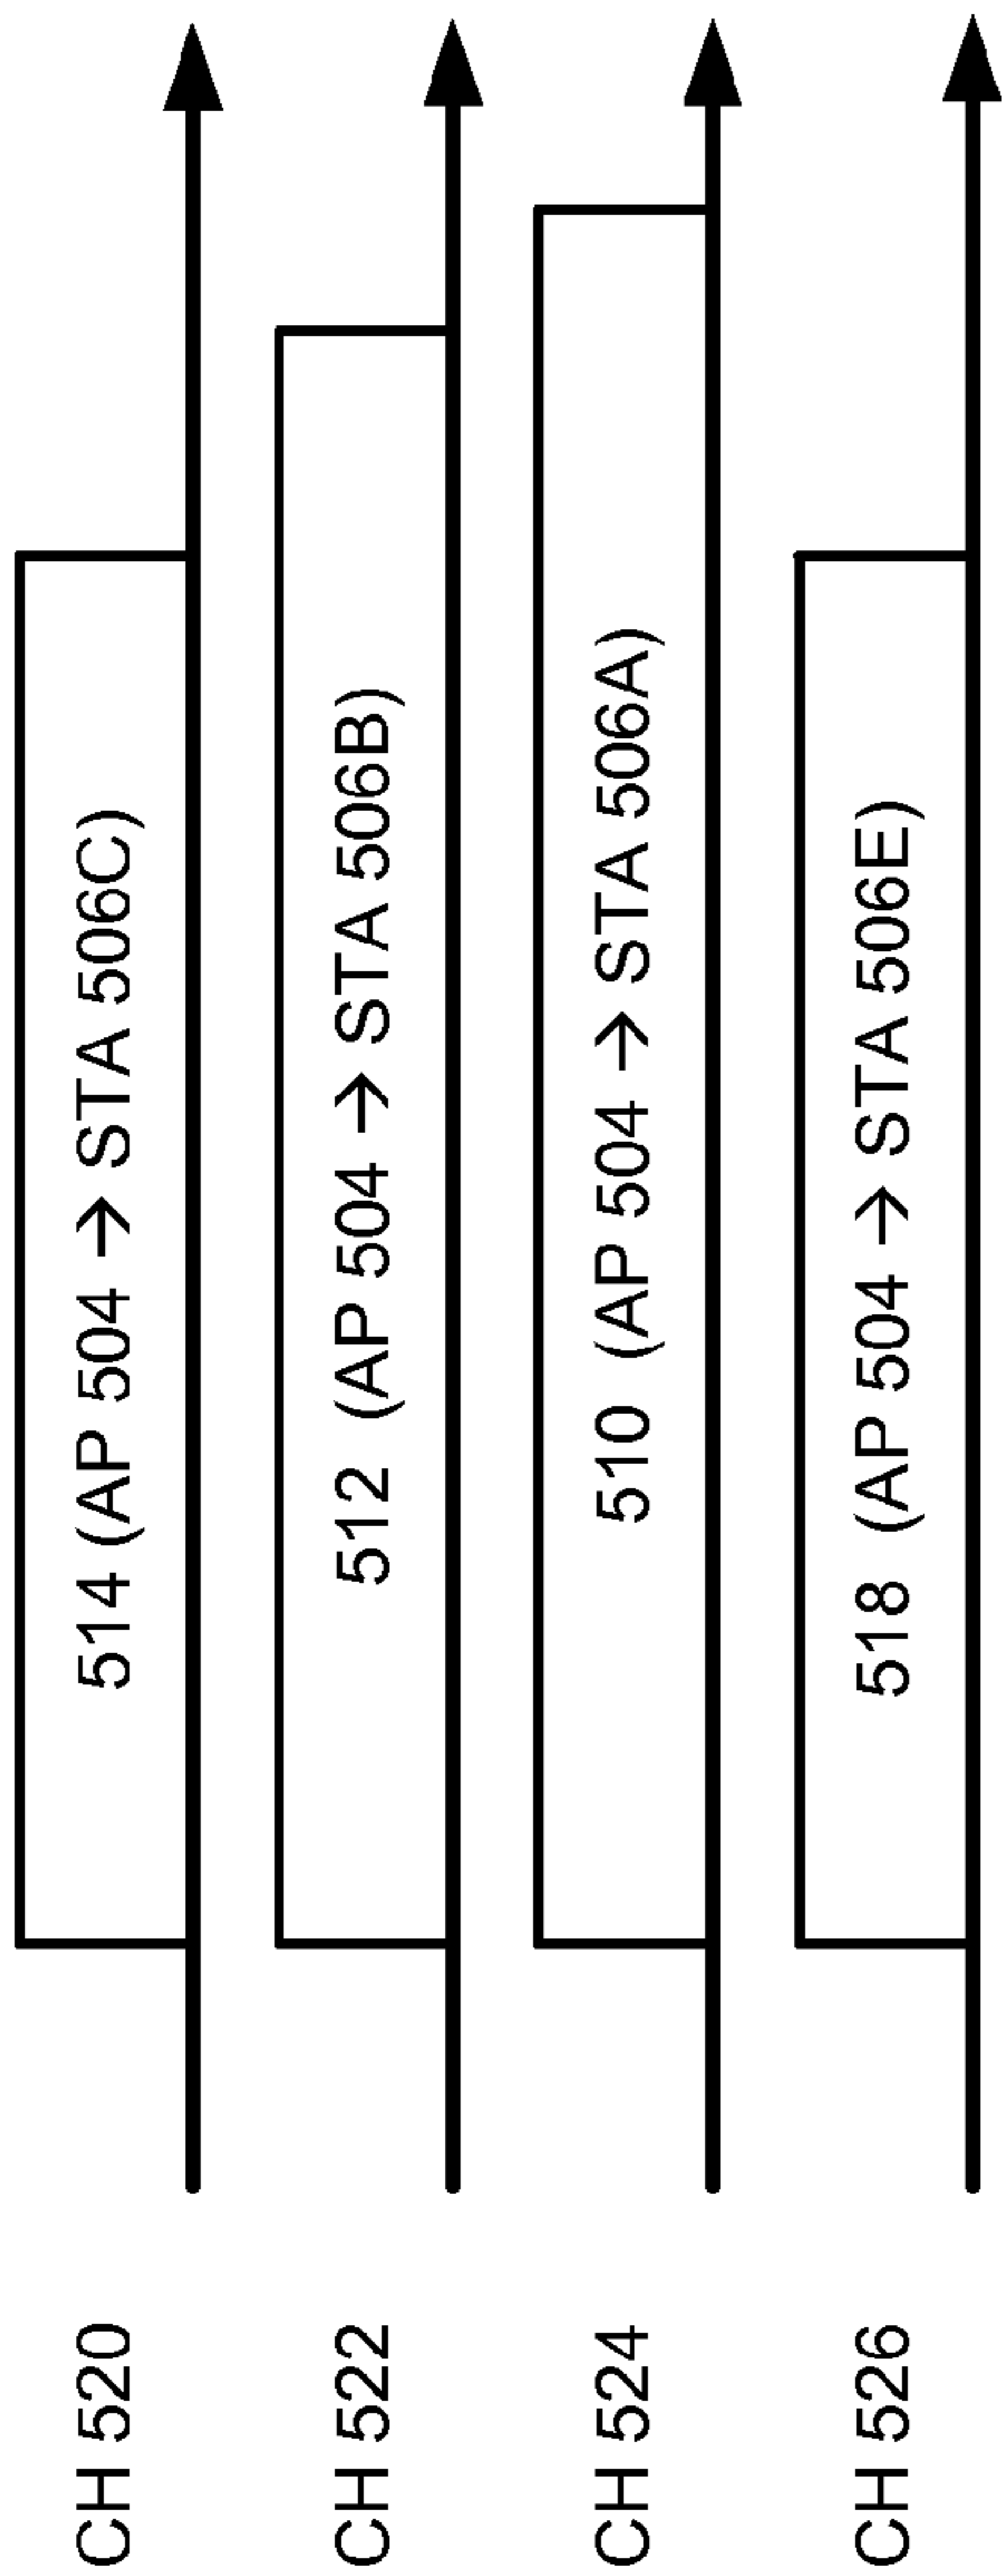 CH 520
514 (AP 504 → STA 506C)
CH 522
512 (AP 504 → STA 506B)
CH 524
510 (AP 504 → STA 506A)
CH 526
518 (AP 504 → STA 506E)